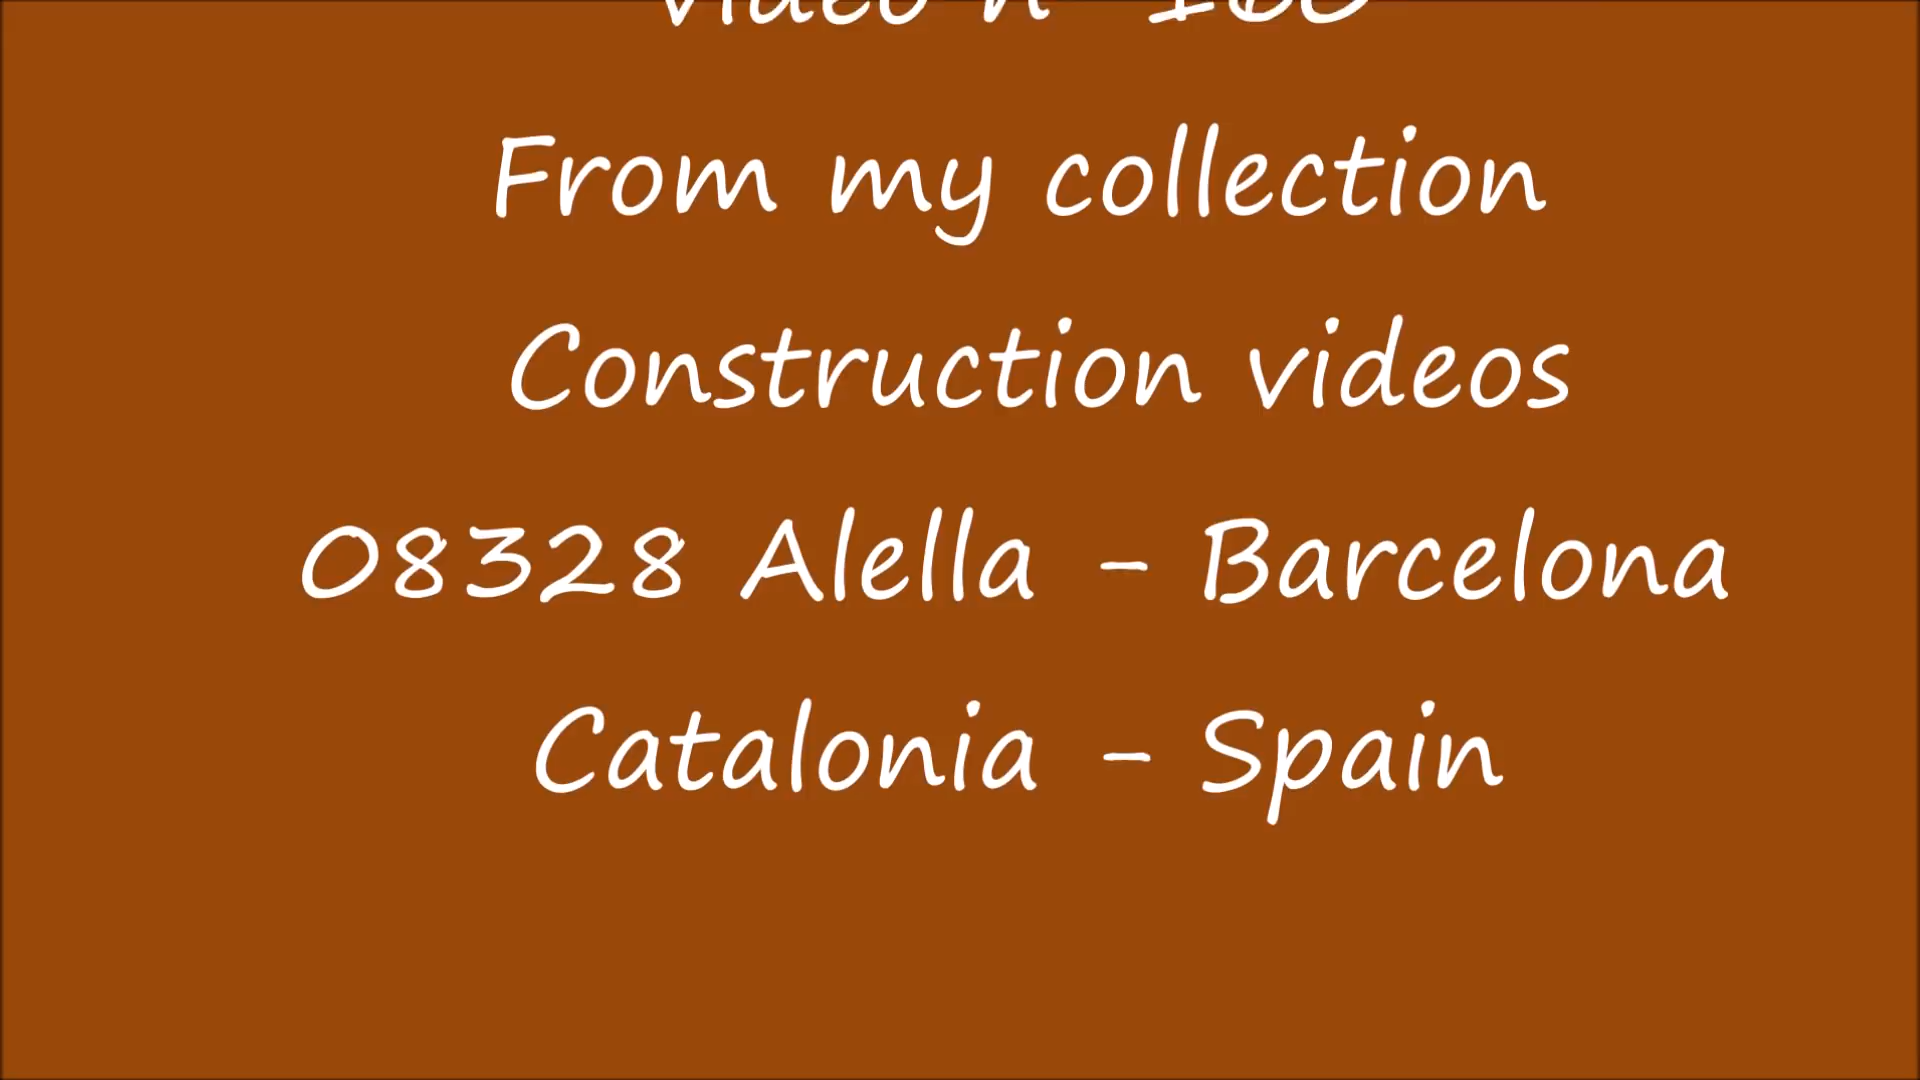 From my collection
Construction videos
08328 Alella - Barcelona
Catalonia - Spain